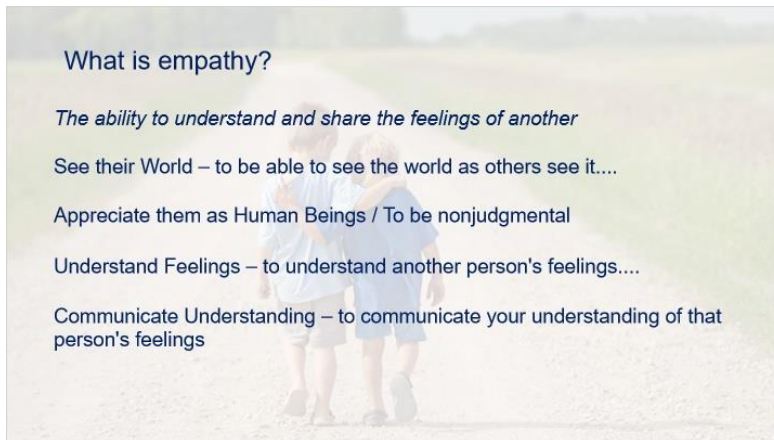 What is empathy?
The ability to understand and share the feelings of another
See their World – to be able to see the world as others see it....
Appreciate them as Human Beings / To be nonjudgmental
Understand Feelings – to understand another person's feelings....
Communicate Understanding – to communicate your understanding of that
person's feelings